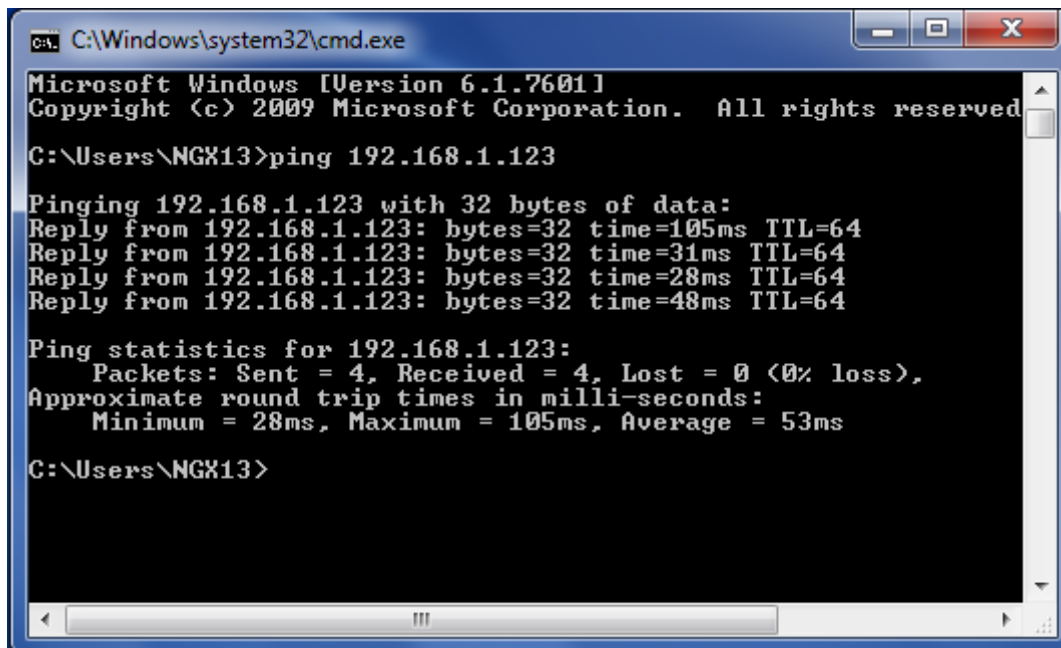 C:\Windows\system32\cmd.exe
Microsoft Windows [Version 6.1.7601]
Copyright (c) 2009 Microsoft Corporation.  All rights reserved
C:\Users\NGX13>ping 192.168.1.123
Pinging 192.168.1.123 with 32 bytes of data:
Reply from 192.168.1.123: bytes=32 time=105ms TTL=64
Reply from 192.168.1.123: bytes=32 time=31ms TTL=64
Reply from 192.168.1.123: bytes=32 time=28ms TTL=64
Reply from 192.168.1.123: bytes=32 time=48ms TTL=64
Ping statistics for 192.168.1.123:
    Packets: Sent = 4, Received = 4, Lost = 0 (0% loss),
Approximate round trip times in milli-seconds:
    Minimum = 28ms, Maximum = 105ms, Average = 53ms
C:\Users\NGX13>